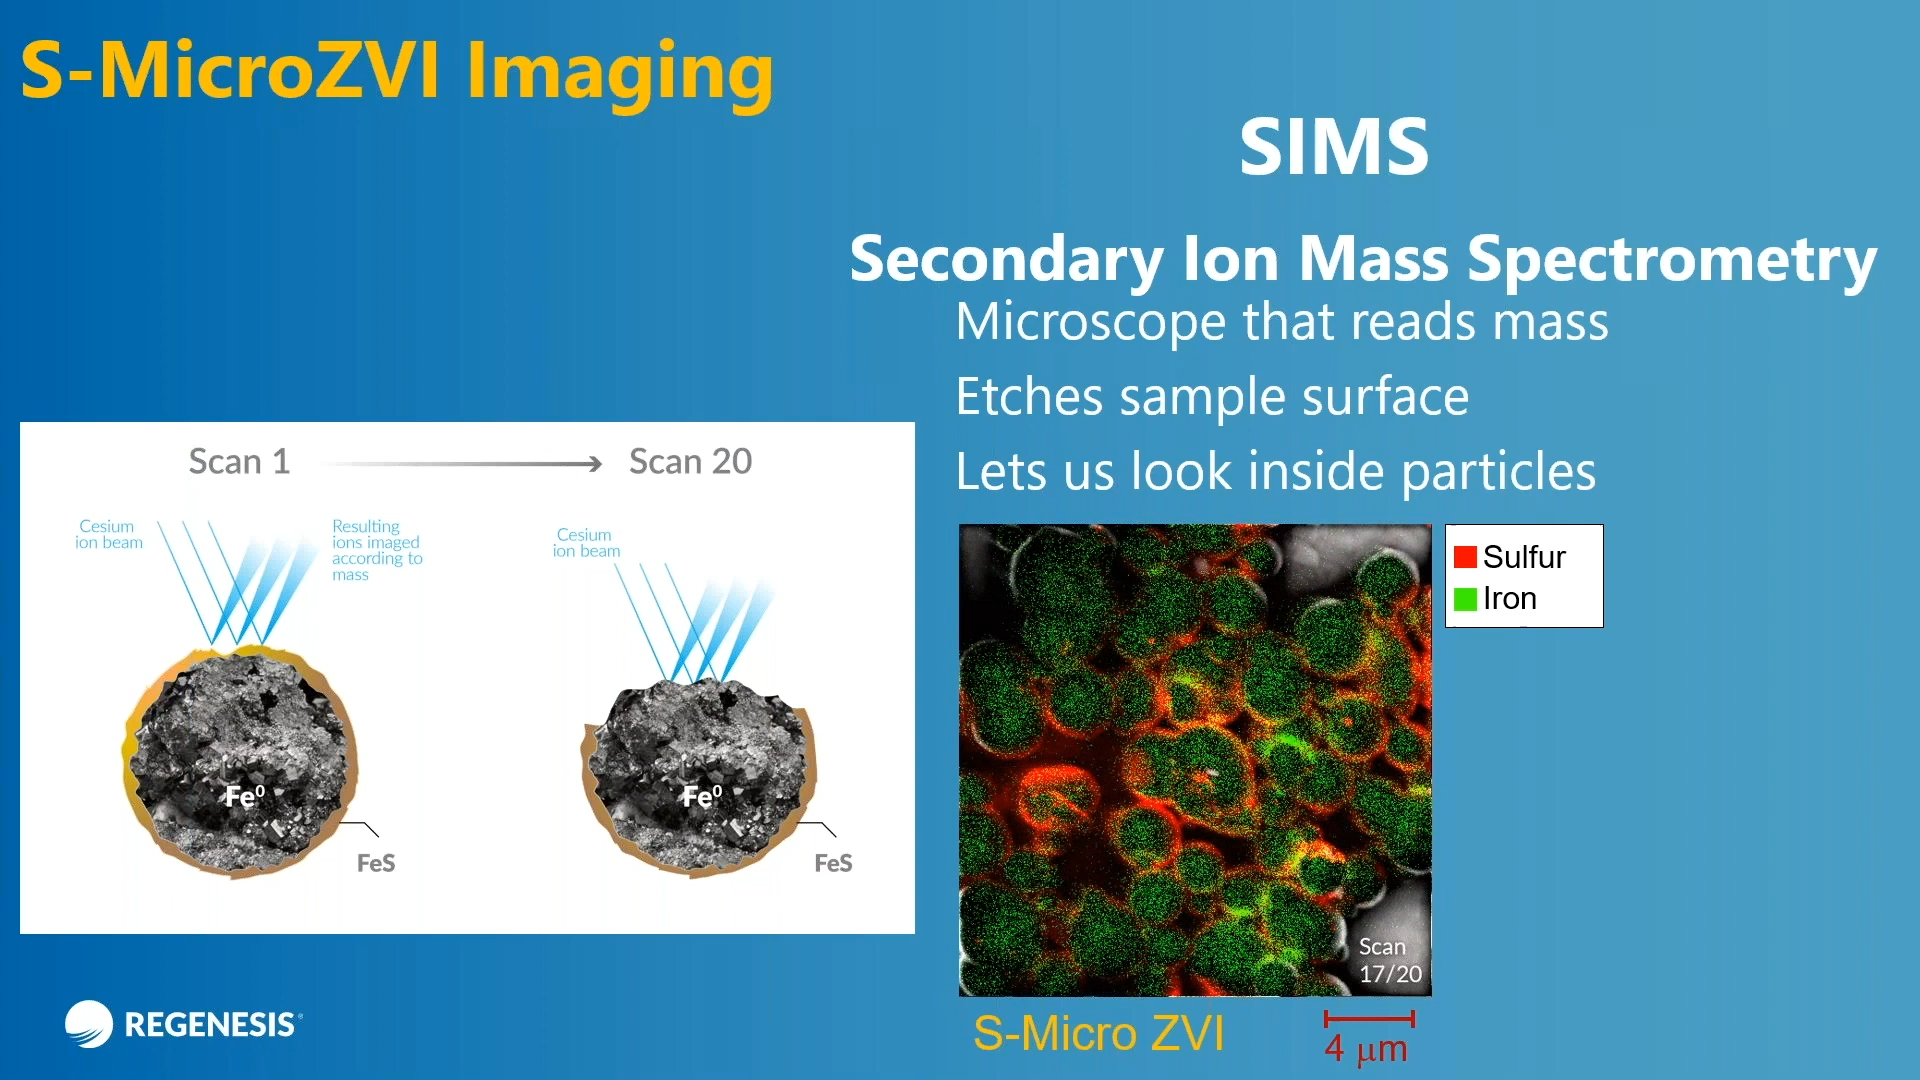 S-MicroZVI Imaging
SIMS
Secondary Ion Mass Spectrometry
Microscope that reads mass
Etches sample surface
Lets us look inside particles
Scan 1
Scan 20
Cesium
ion beam
Resulting
ions imaged
according to
mass
Cesium
ion beam
Fe⁰
FeS
Fe⁰
FeS
Sulfur
Iron
Scan
17/20
S-Micro ZVI
4 μm
REGENESIS